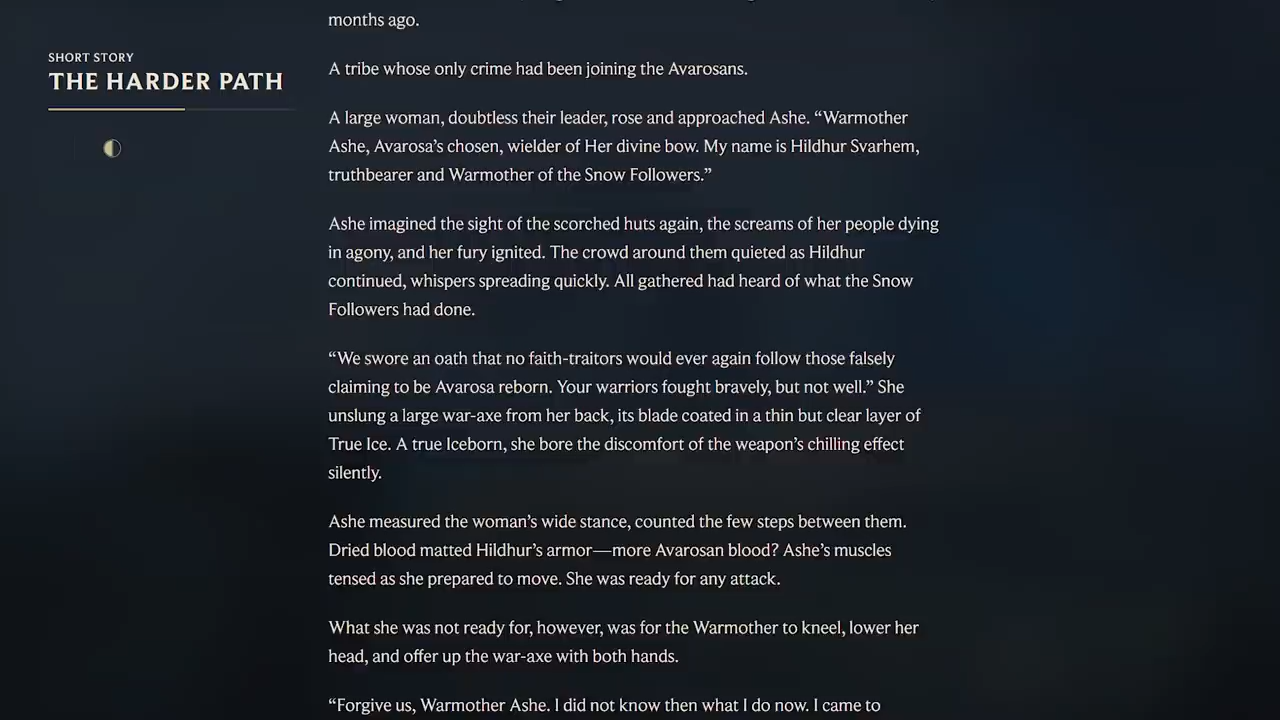 SHORT STORY
THE HARDER PATH
months ago.
A tribe whose only crime had been joining the Avarosans.
A large woman, doubtless their leader, rose and approached Ashe. “Warmother
Ashe, Avarosa’s chosen, wielder of Her divine bow. My name is Hildhur Svarhem,
truthbearer and Warmother of the Snow Followers.”
Ashe imagined the sight of the scorched huts again, the screams of her people dying
in agony, and her fury ignited. The crowd around them quieted as Hildhur
continued, whispers spreading quickly. All gathered had heard of what the Snow
Followers had done.
“We swore an oath that no faith-traitors would ever again follow those falsely
claiming to be Avarosa reborn. Your warriors fought bravely, but not well.” She
unslung a large war-axe from her back, its blade coated in a thin but clear layer of
True Ice. A true Iceborn, she bore the discomfort of the weapon’s chilling effect
silently.
Ashe measured the woman’s wide stance, counted the few steps between them.
Dried blood matted Hildhur’s armor—more Avarosan blood? Ashe’s muscles
tensed as she prepared to move. She was ready for any attack.
What she was not ready for, however, was for the Warmother to kneel, lower her
head, and offer up the war-axe with both hands.
“Forgive us, Warmother Ashe. I did not know then what I do now. I came to